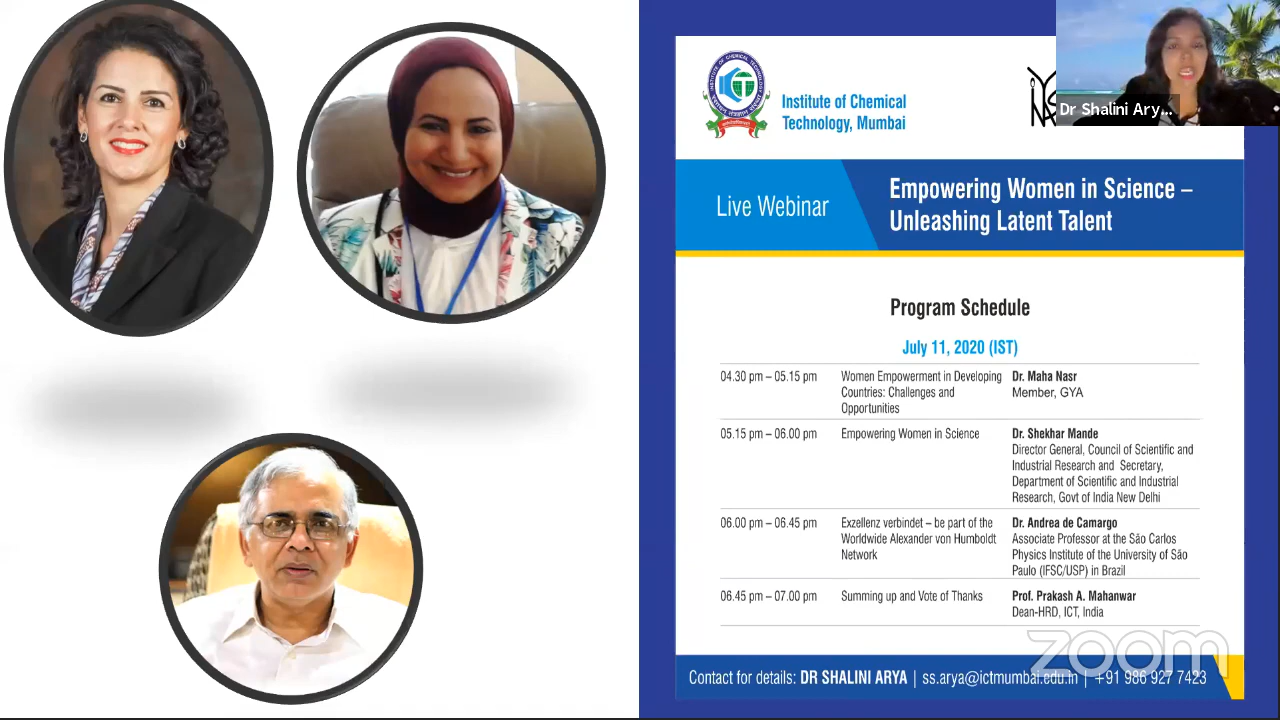 Institute of Chemical
Technology, Mumbai
Dr Shalini Ary...
Live Webinar
Empowering Women in Science –
Unleashing Latent Talent
Program Schedule
July 11, 2020 (IST)
04.30 pm – 05.15 pm
Women Empowerment in Developing
Countries: Challenges and
Opportunities
Dr. Maha Nasr
Member, GYA
05.15 pm – 06.00 pm
Empowering Women in Science
Dr. Shekhar Mande
Director General, Council of Scientific and
Industrial Research and Secretary,
Department of Scientific and Industrial
Research, Govt of India New Delhi
06.00 pm – 06.45 pm
Exzellenz verbindet – be part of the
Worldwide Alexander von Humboldt
Network
Dr. Andrea de Camargo
Associate Professor at the São Carlos
Physics Institute of the University of São
Paulo (IFSC/USP) in Brazil
06.45 pm – 07.00 pm
Summing up and Vote of Thanks
Prof. Prakash A. Mahanwar
Dean-HRD, ICT, India
zoom
Contact for details: DR SHALINI ARYA | ss.arya@ictmumbai.edu.in | +91 986 927 7423